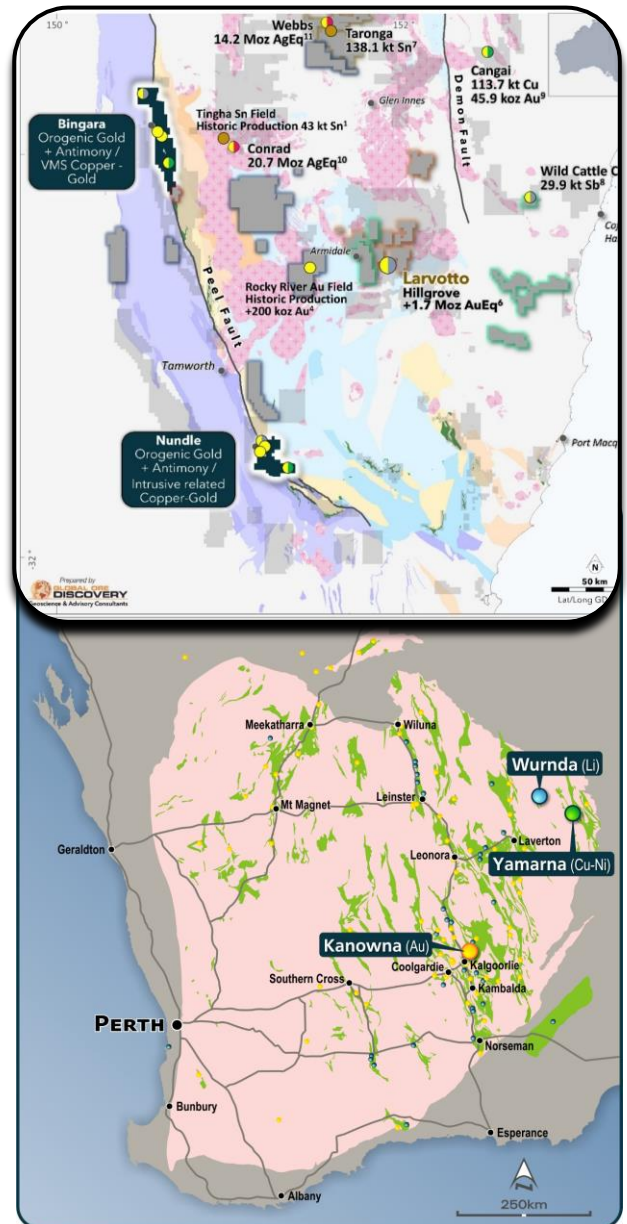 150°
152°
Webbs
14.2 Moz AgEq11
Taronga
138.1 kt Sn7
Cangai
113.7 kt Cu
45.9 koz Au9
Glen Innes
Demon Fault
Bingara
Orogenic Gold
+ Antimony /
VMS Copper -
Gold
Tingha Sn Field
Historic Production 43 kt Sn1
Conrad
20.7 Moz AgEq10
Wild Cattle C
29.9 kt Sb8
Armidale
Larvotto
Hillgrove
+1.7 Moz AuEq6
Rocky River Au Field
Historic Production
+200 koz Au4
Peel Fault
Tamworth
Nundle
Orogenic Gold
+ Antimony /
Intrusive related
Copper-Gold
Port Macq
-32°
Prepared by
GLOBAL ORE
DISCOVERY
Geoscience & Advisory Consultants
N
50 km
Lat/Long GD
Meekatharra
Wiluna
Wurnda (Li)
Leinster
Mt Magnet
Laverton
Geraldton
Leonora
Yamarna (Cu-Ni)
Kanowna (Au)
Kalgoorlie
Coolgardie
Southern Cross
Kambalda
PERTH
Norseman
Bunbury
Esperance
N
Albany
250km